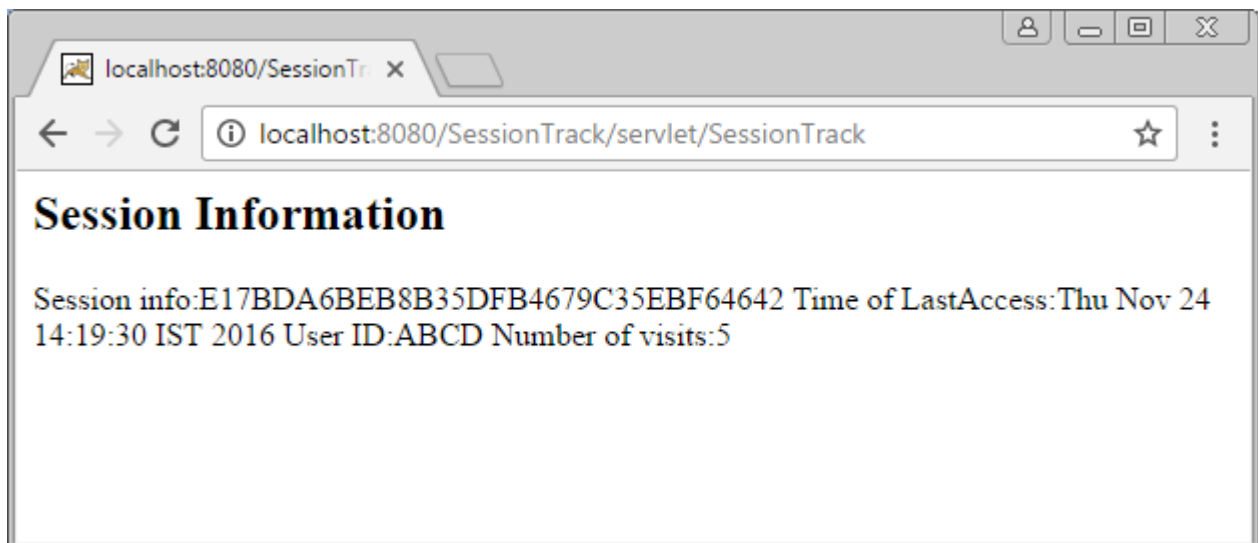 localhost:8080/SessionTr
localhost:8080/SessionTrack/servlet/SessionTrack
Session Information
Session info:E17BDA6BEB8B35DFB4679C35EBF64642 Time of LastAccess:Thu Nov 24
14:19:30 IST 2016 User ID:ABCD Number of visits:5